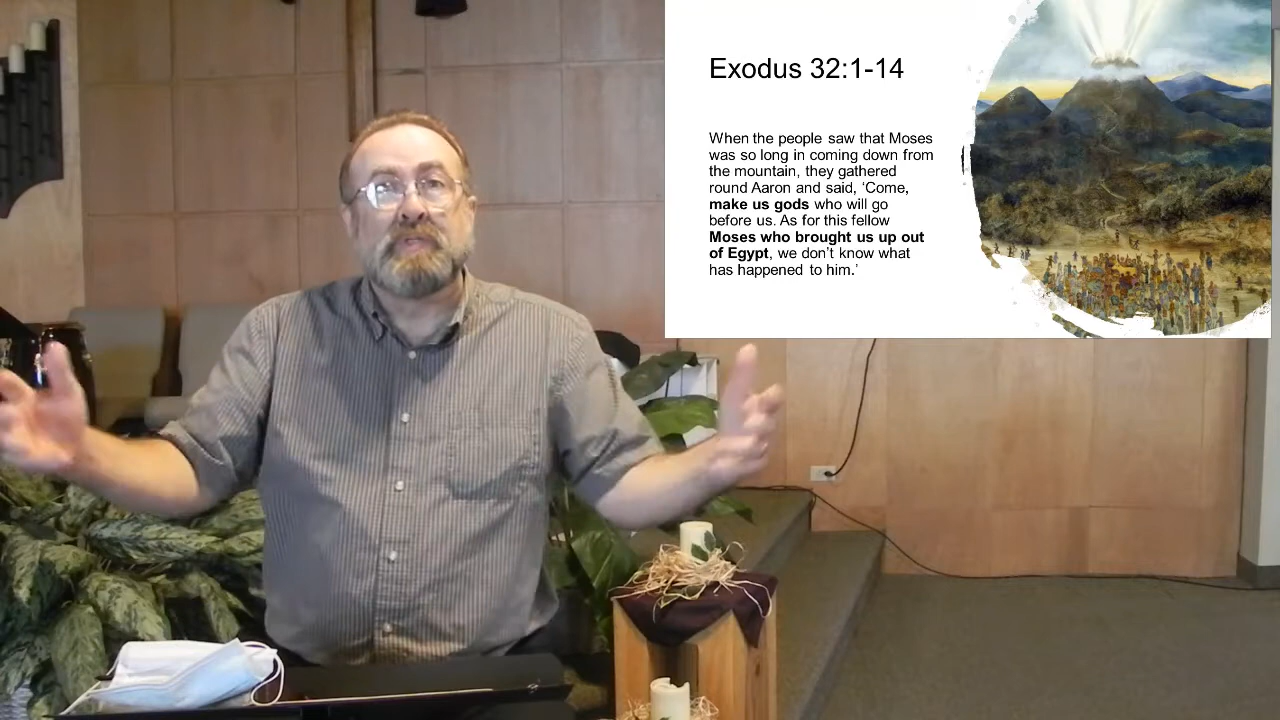 Exodus 32:1-14
When the people saw that Moses
was so long in coming down from
the mountain, they gathered
round Aaron and said, ‘Come,
make us gods who will go
before us. As for this fellow
Moses who brought us up out
of Egypt, we don’t know what
has happened to him.’